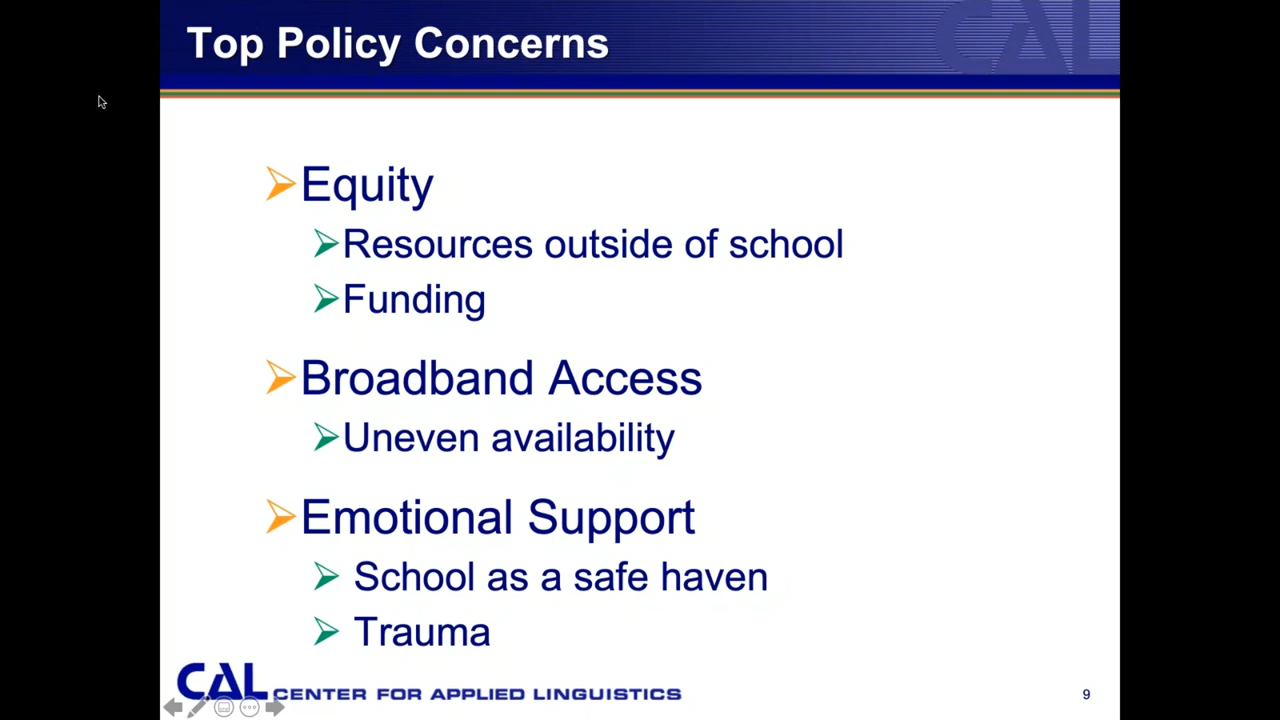 Top Policy Concerns
CAL
Equity
Resources outside of school
Funding
Broadband Access
Uneven availability
Emotional Support
School as a safe haven
Trauma
CAL CENTER FOR APPLIED LINGUISTICS
9